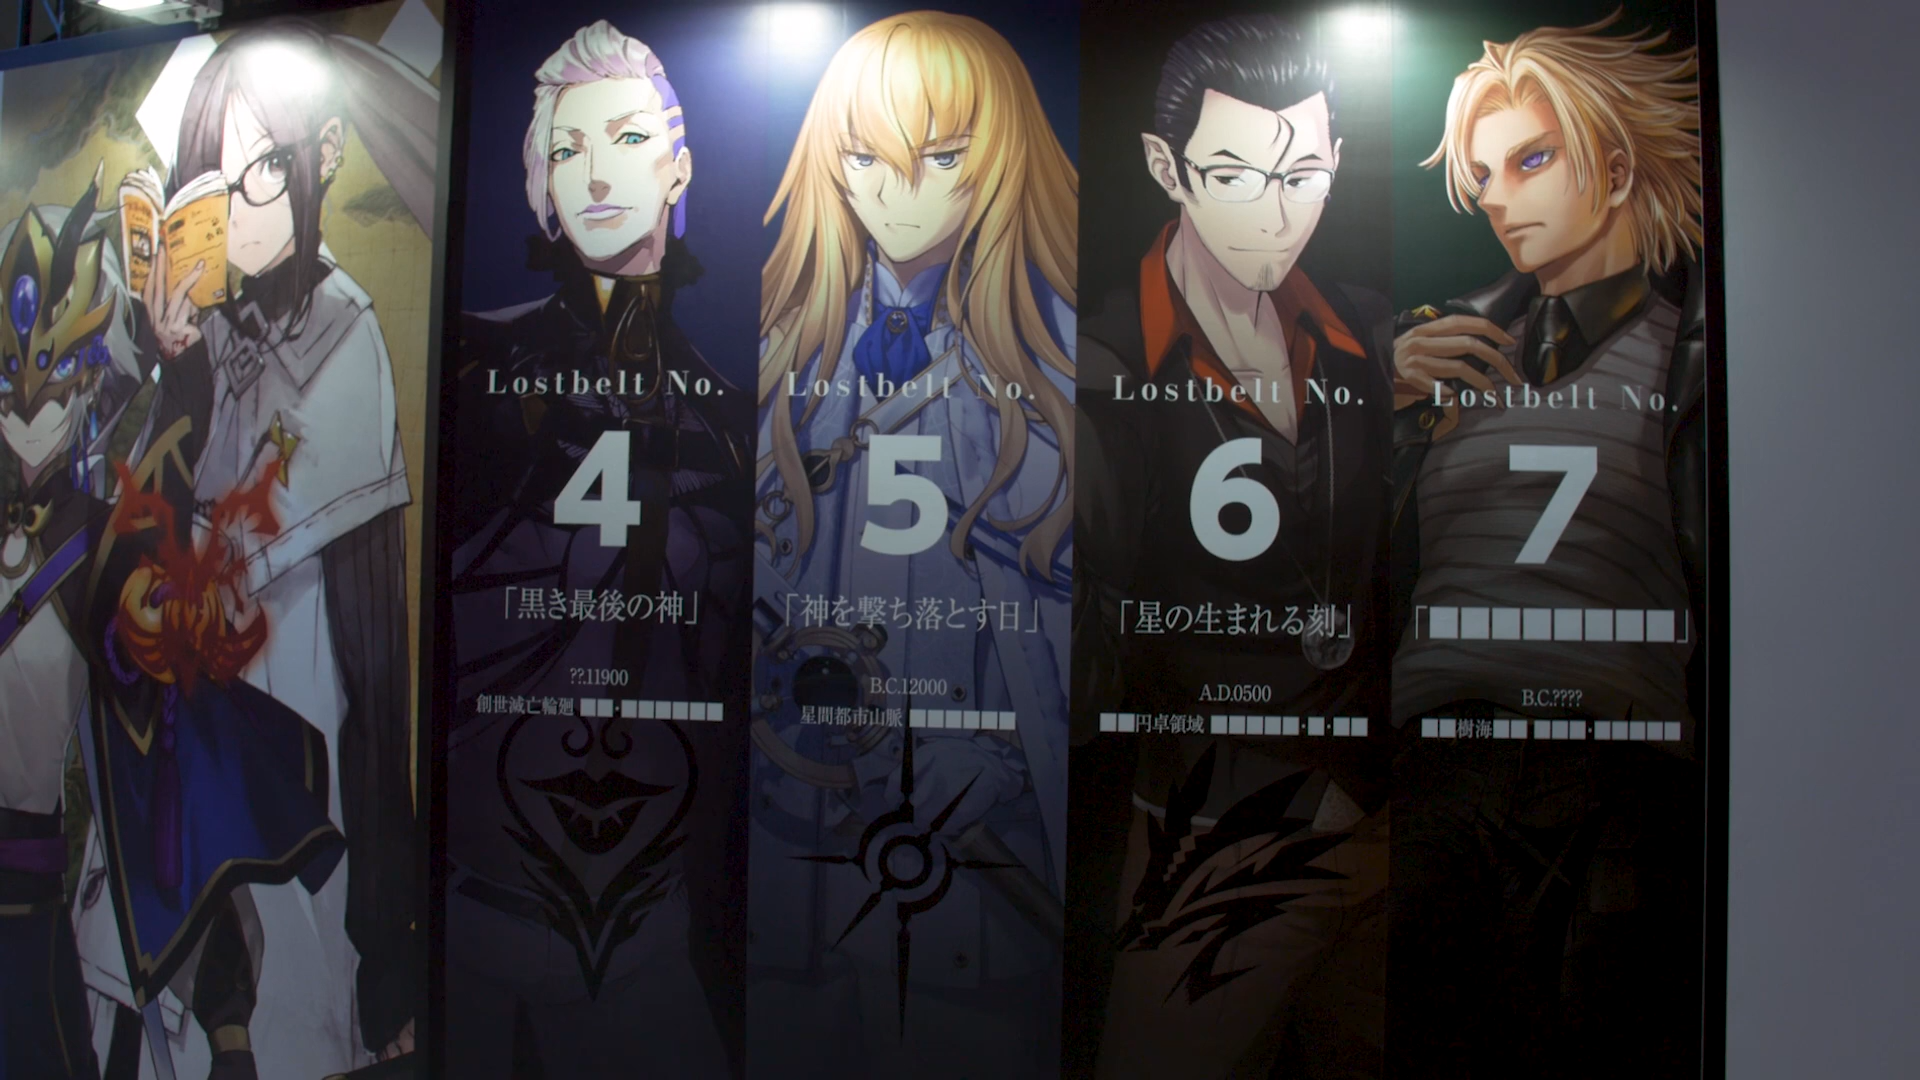 Lostbelt No.
4
「黒き最後の神」
??.11900
創世滅亡輪廻 ■■・■■■■■■
Lostbelt No.
5
「神を撃ち落とす日」
B.C.12000
星間都市山脈 ■■■■■■
Lostbelt No.
6
「星の生まれる刻」
A.D.0500
■■円卓領域 ■■■■■・■・■■
Lostbelt No.
7
「■■■■■■■■」
B.C.????
■■樹海■■ ■■■・■■■■■